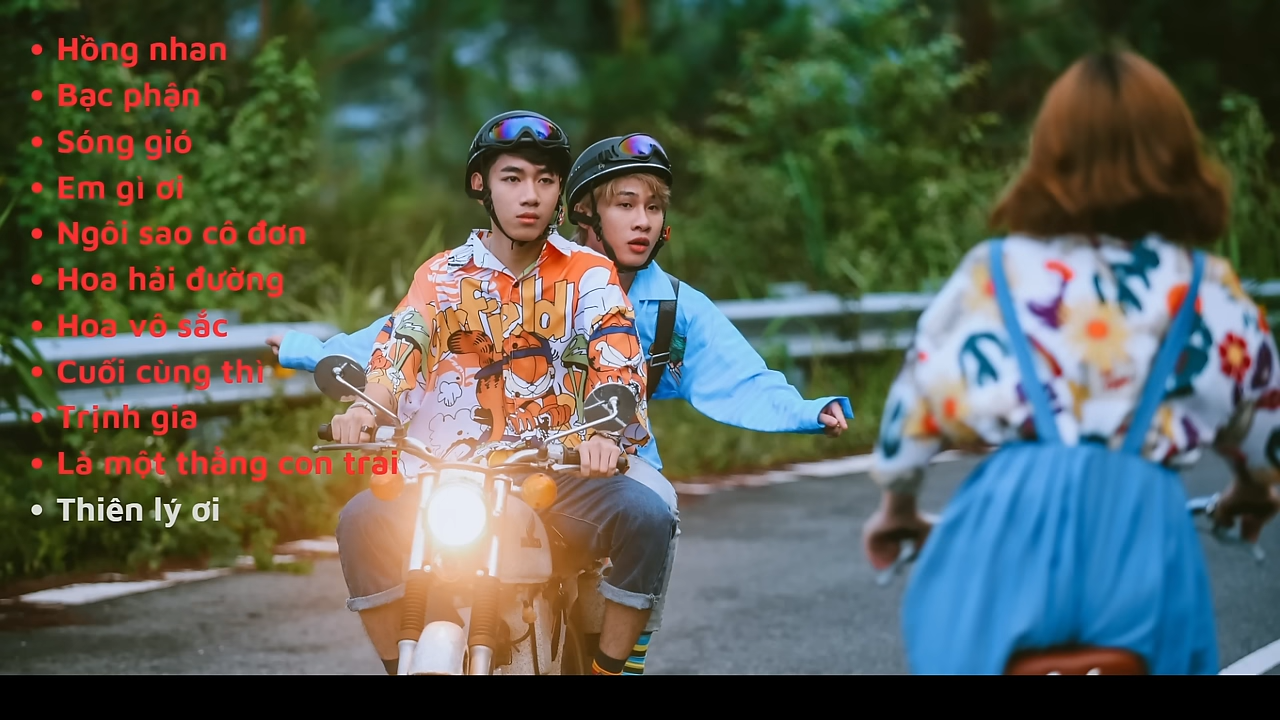 • Hồng nhan
• Bạc phận
• Sóng gió
• Em gì ơi
• Ngôi sao cô đơn
• Hoa hải đường
• Hoa vô sắc
• Cuối cùng thì
• Trịnh gia
• Là một thằng con trai
• Thiên lý ơi